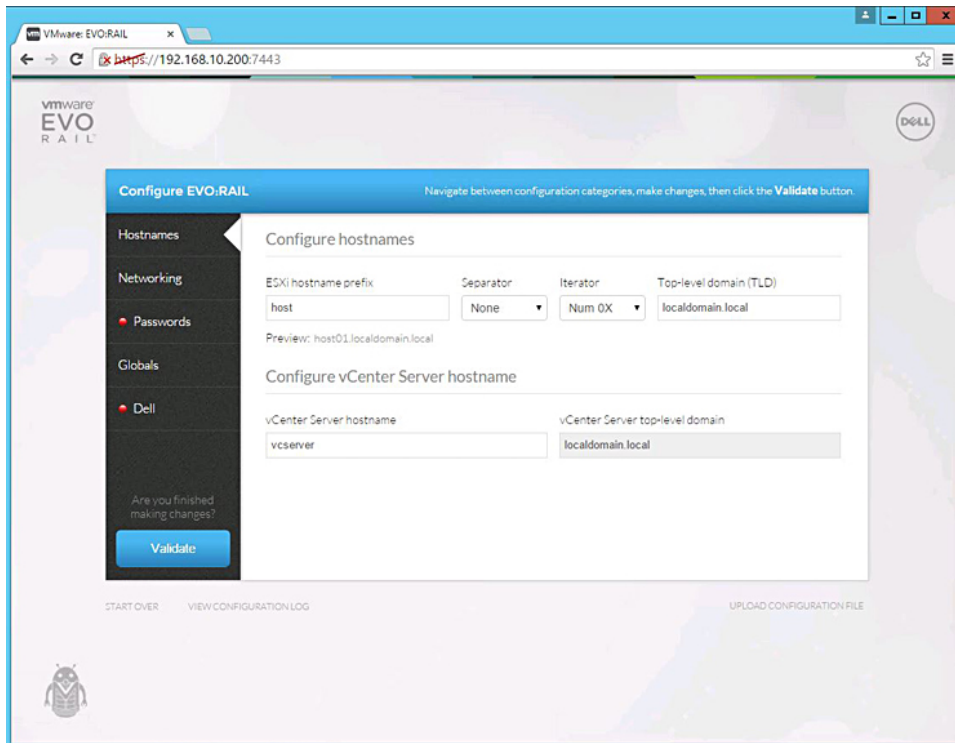 vm VMware: EVO:RAIL
https://192.168.10.200:7443
vmware
EVO
RAIL
DELL
Configure EVO:RAIL
Navigate between configuration categories, make changes, then click the Validate button.
Hostnames
Networking
Passwords
Globals
Dell
Are you finished
making changes?
Validate
Configure hostnames
ESXi hostname prefix Separator Iterator Top-level domain (TLD)
host None Num 0X localdomain.local
Preview: host01.localdomain.local
Configure vCenter Server hostname
vCenter Server hostname vCenter Server top-level domain
vcserver localdomain.local
START OVER VIEW CONFIGURATION LOG UPLOAD CONFIGURATION FILE